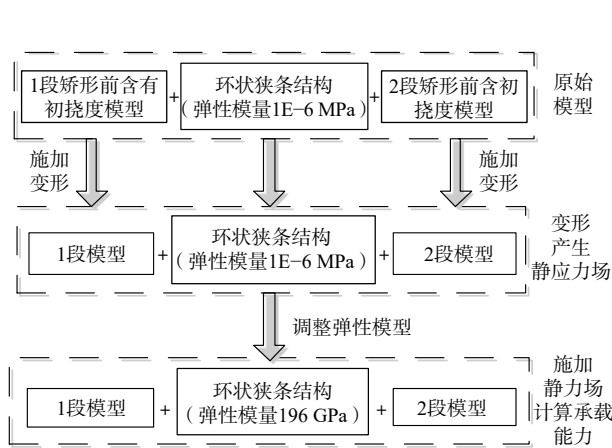 1段矫形前含有
初挠度模型
+
环状狭条结构
（弹性模量1E−6 MPa）
+
2段矫形前含初
挠度模型
原始
模型
施加
变形
施加
变形
1段模型
+
环状狭条结构
（弹性模量1E−6 MPa）
+
2段模型
变形
产生
静应力场
调整弹性模型
1段模型
+
环状狭条结构
（弹性模量196 GPa）
+
2段模型
施加
静力场
计算承载
能力